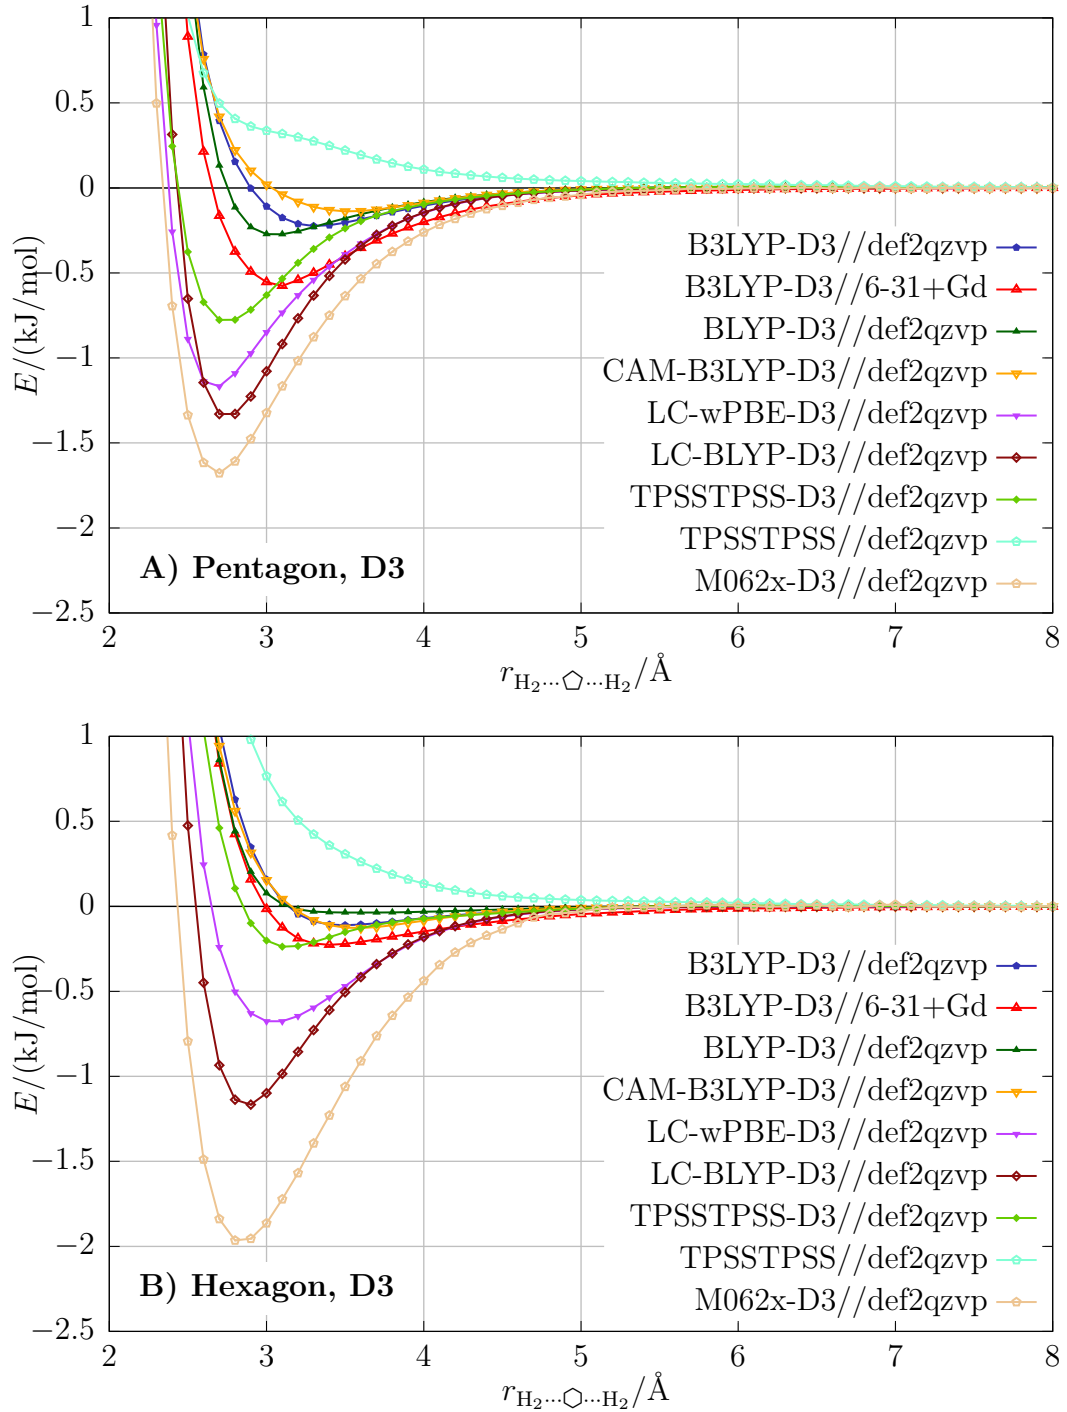 1
0.5
0
−0.5
−1
−1.5
−2
−2.5
E/(kJ/mol)
B3LYP-D3//def2qzvp
B3LYP-D3//6-31+Gd
BLYP-D3//def2qzvp
CAM-B3LYP-D3//def2qzvp
LC-wPBE-D3//def2qzvp
LC-BLYP-D3//def2qzvp
TPSSTPSS-D3//def2qzvp
TPSSTPSS//def2qzvp
M062x-D3//def2qzvp
A) Pentagon, D3
2 3 4 5 6 7 8
r H₂···⬠···H₂/Å
1
0.5
0
−0.5
−1
−1.5
−2
−2.5
E/(kJ/mol)
B3LYP-D3//def2qzvp
B3LYP-D3//6-31+Gd
BLYP-D3//def2qzvp
CAM-B3LYP-D3//def2qzvp
LC-wPBE-D3//def2qzvp
LC-BLYP-D3//def2qzvp
TPSSTPSS-D3//def2qzvp
TPSSTPSS//def2qzvp
M062x-D3//def2qzvp
B) Hexagon, D3
2 3 4 5 6 7 8
r H₂···⬡···H₂/Å